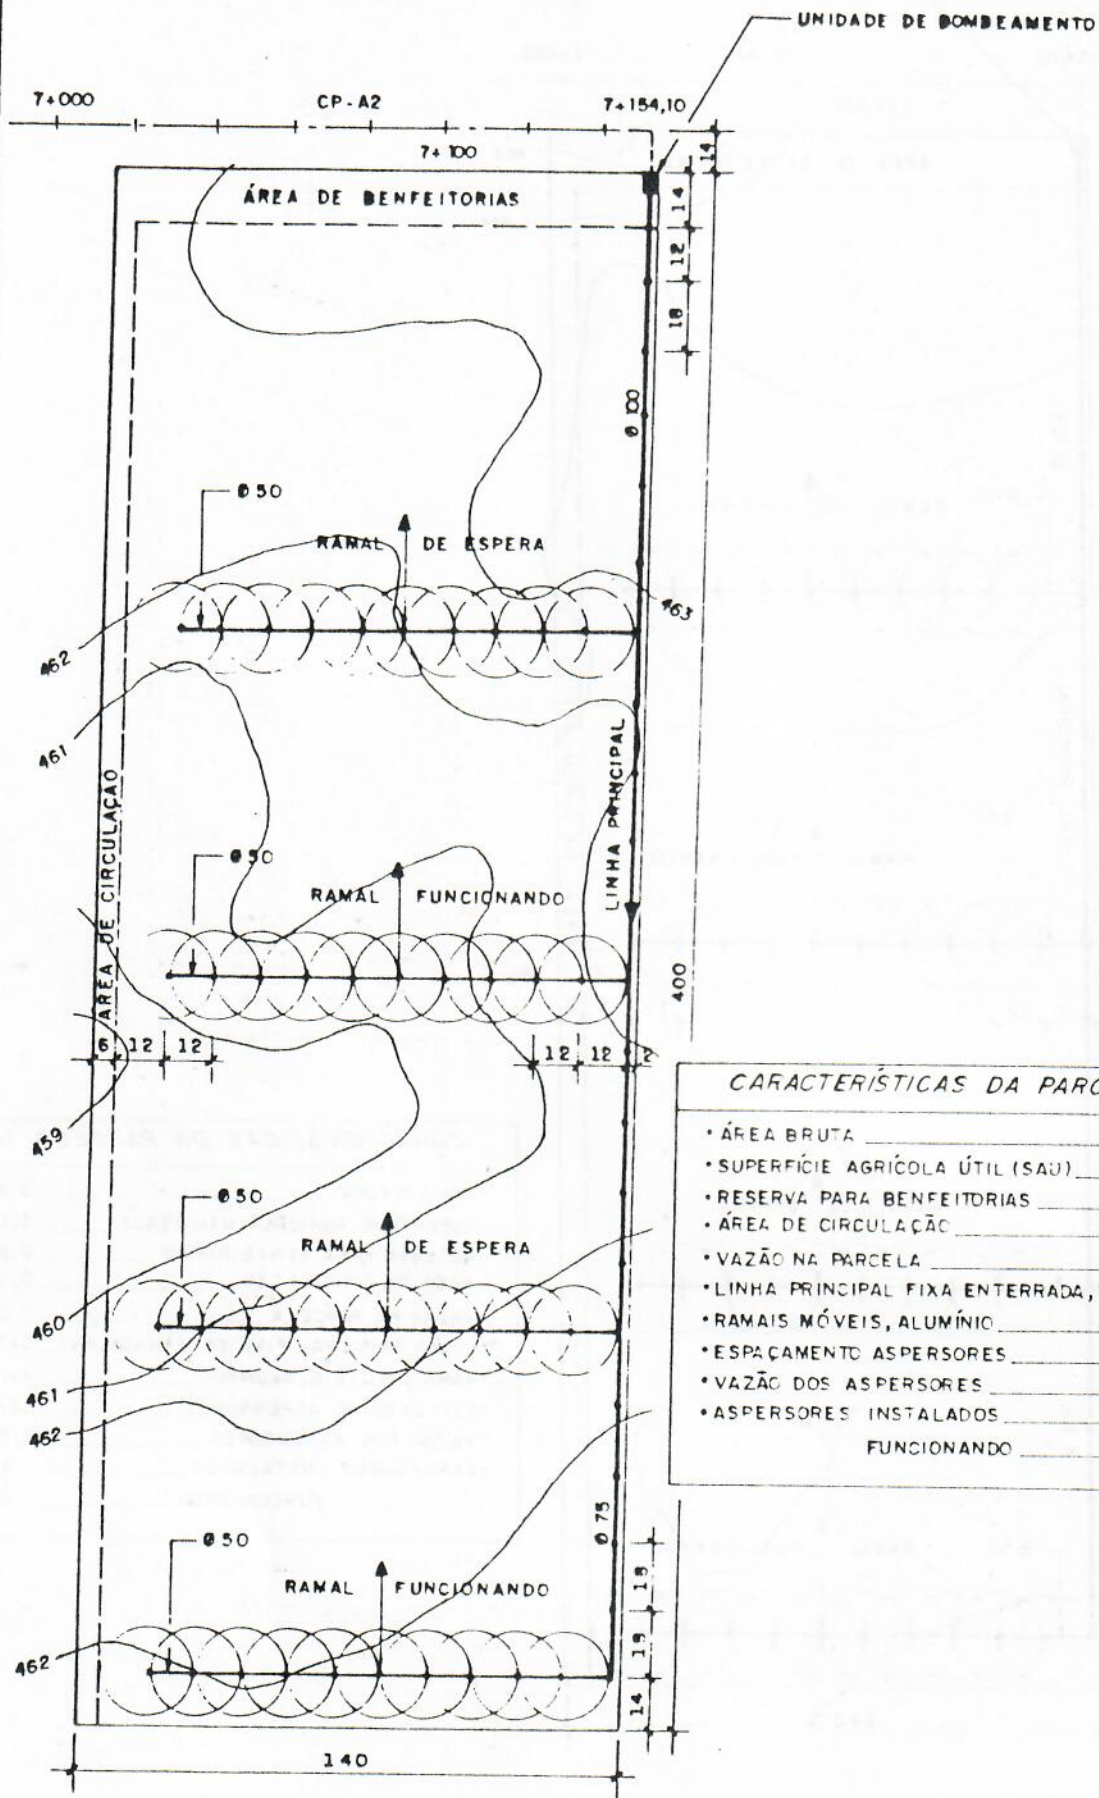 UNIDADE DE BOMBEAMENTO
7+000
CP-A2
7+154,10
7+100
14
ÁREA DE BENFEITORIAS
14
12
18
Ø 100
Ø 50
RAMAL DE ESPERA
463
462
461
LINHA PRINCIPAL
ÁREA DE CIRCULAÇÃO
Ø 50
RAMAL FUNCIONANDO
400
6
12
12
12
12
2
459
CARACTERÍSTICAS DA PARC
• ÁREA BRUTA
• SUPERFÍCIE AGRÍCOLA ÚTIL (SAU)
• RESERVA PARA BENFEITORIAS
• ÁREA DE CIRCULAÇÃO
• VAZÃO NA PARCELA
• LINHA PRINCIPAL FIXA ENTERRADA,
• RAMAIS MÓVEIS, ALUMÍNIO
• ESPAÇAMENTO ASPERSORES
• VAZÃO DOS ASPERSORES
• ASPERSORES INSTALADOS
FUNCIONANDO
Ø 50
RAMAL DE ESPERA
460
461
462
Ø 75
Ø 50
RAMAL FUNCIONANDO
18
18
14
462
140